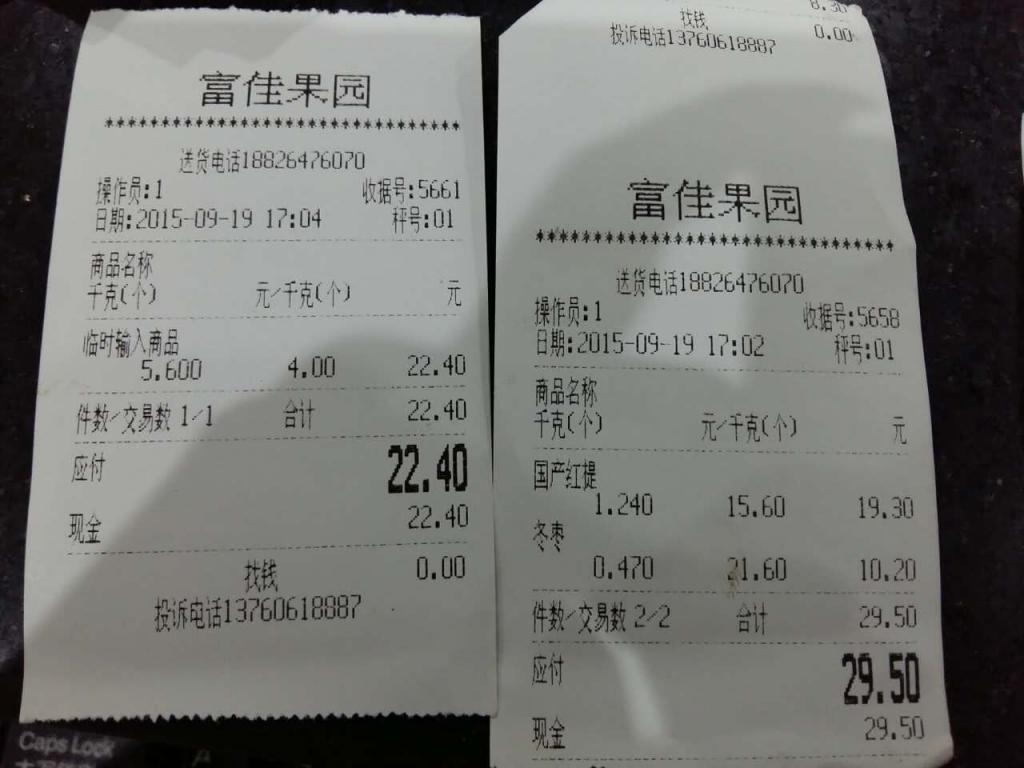 富佳果园
************************************
送货电话18826476070
操作员:1 收据号:5661
日期:2015-09-19 17:04 秤号:01
商品名称
千克(个) 元/千克(个) 元
临时输入商品
5.600 4.00 22.40
件数/交易数 1/1 合计 22.40
应付 22.40
现金 22.40
找钱 0.00
投诉电话13760618887
8.30
找钱 0.00
投诉电话13760618887
富佳果园
************************************
送货电话18826476070
操作员:1 收据号:5658
日期:2015-09-19 17:02 秤号:01
商品名称
千克(个) 元/千克(个) 元
国产红提
1.240 15.60 19.30
冬枣
0.470 21.60 10.20
件数/交易数 2/2 合计 29.50
应付 29.50
现金 29.50
Caps Lock